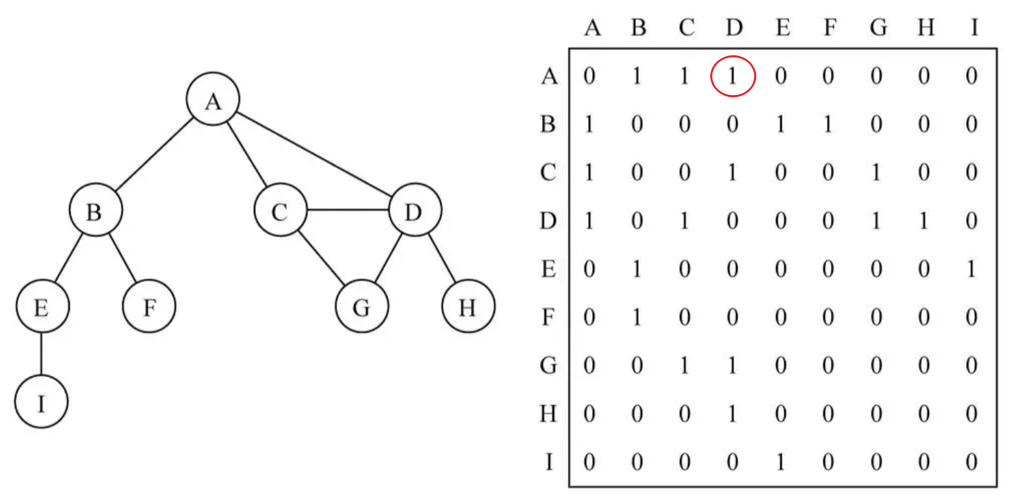 A
B
C
D
E
F
G
H
I
A B C D E F G H I
A 0 1 1 1 0 0 0 0 0
B 1 0 0 0 1 1 0 0 0
C 1 0 0 1 0 0 1 0 0
D 1 0 1 0 0 0 1 1 0
E 0 1 0 0 0 0 0 0 1
F 0 1 0 0 0 0 0 0 0
G 0 0 1 1 0 0 0 0 0
H 0 0 0 1 0 0 0 0 0
I 0 0 0 0 1 0 0 0 0